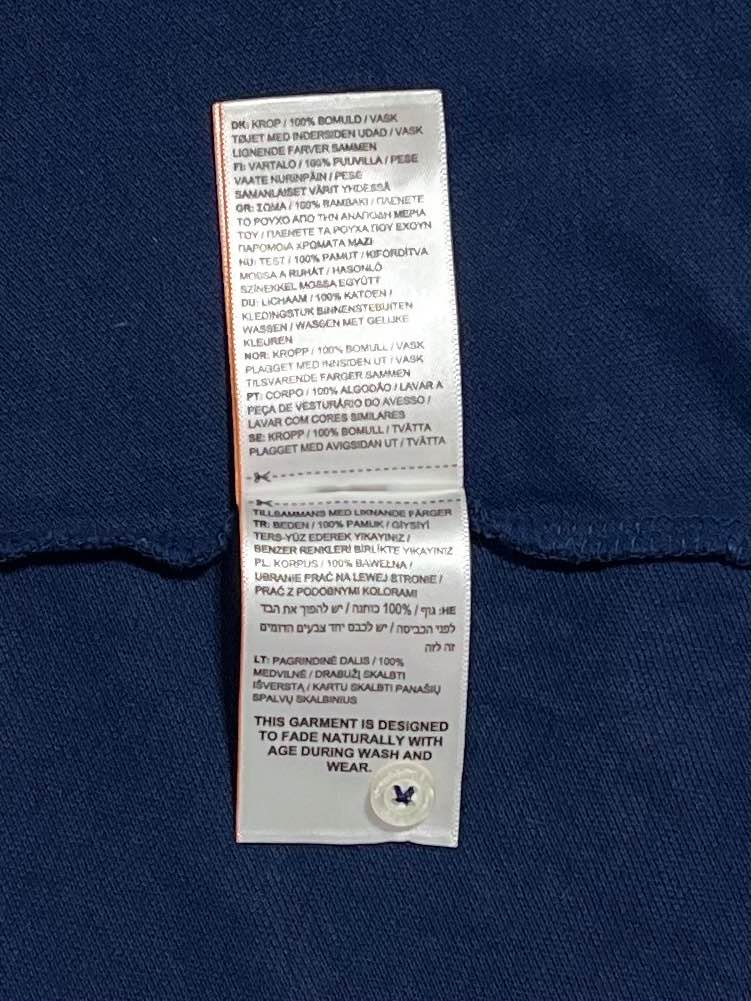 DK: KROP / 100% BOMULD / VASK
TØJET MED INDERSIDEN UDAD / VASK
LIGNENDE FARVER SAMMEN
FI: VARTALO / 100% PUUVILLA / PESE
VAATE NURINPÄIN / PESE
SAMANLAISET VÄRIT YHDESSÄ
GR: ΣΩΜΑ / 100% ΒΑΜΒΑΚΙ / ΠΛΕΝΕΤΕ
ΤΟ ΡΟΥΧΟ ΑΠΟ ΤΗΝ ΑΝΑΠΟΔΗ ΜΕΡΙΑ
ΤΟΥ / ΠΛΕΝΕΤΕ ΤΑ ΡΟΥΧΑ ΠΟΥ ΕΧΟΥΝ
ΠΑΡΟΜΟΙΑ ΧΡΩΜΑΤΑ ΜΑΖΙ
HU: TEST / 100% PAMUT / KIFORDÍTVA
MOSSA A RUHÁT / HASONLÓ
SZÍNEKKEL MOSSA EGYÜTT
DU: LICHAAM / 100% KATOEN /
KLEDINGSTUK BINNENSTEBUITEN
WASSEN / WASSEN MET GELIJKE
KLEUREN
NOR: KROPP / 100% BOMULL / VASK
PLAGGET MED INNSIDEN UT / VASK
TILSVARENDE FARGER SAMMEN
PT: CORPO / 100% ALGODÃO / LAVAR A
PEÇA DE VESTUÁRIO DO AVESSO /
LAVAR COM CORES SIMILARES
SE: KROPP / 100% BOMULL / TVÄTTA
PLAGGET MED AVIGSIDAN UT / TVÄTTA
TILLSAMMANS MED LIKNANDE FÄRGER
TR: BEDEN / 100% PAMUK / GİYSİYİ
TERS-YÜZ EDEREK YIKAYINIZ /
BENZER RENKLERİ BİRLİKTE YIKAYINIZ
PL: KORPUS / 100% BAWEŁNA /
UBRANIE PRAĆ NA LEWEJ STRONIE /
PRAĆ Z PODOBNYMI KOLORAMI
HE: גוף / 100% כותנה / יש להפוך את הבד
לפני הכביסה / יש לכבס יחד צבעים הדומים
זה לזה
LT: PAGRINDINĖ DALIS / 100%
MEDVILNĖ / DRABUŽĮ SKALBTI
IŠVERSTĄ / KARTU SKALBTI PANAŠIŲ
SPALVŲ SKALBINIUS
THIS GARMENT IS DESIGNED
TO FADE NATURALLY WITH
AGE DURING WASH AND
WEAR.